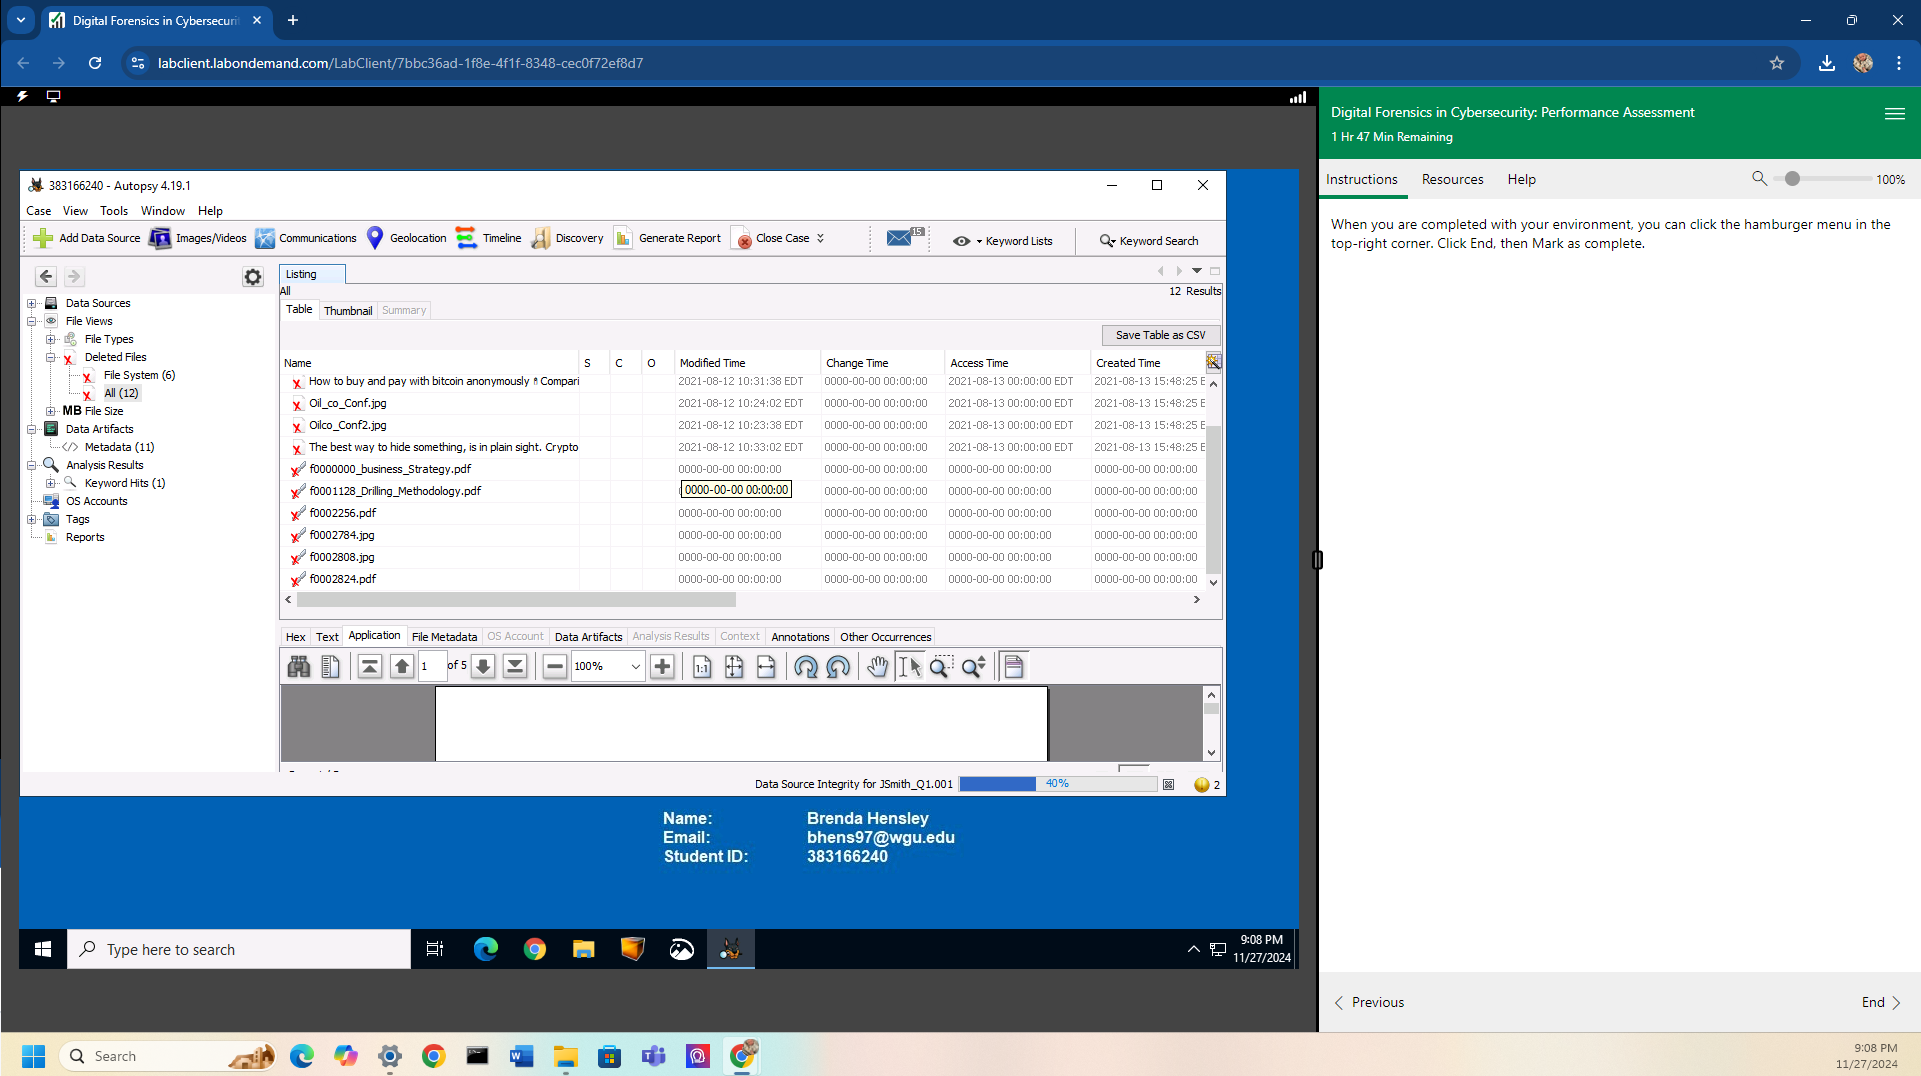 Digital Forensics in Cybersecurit
labclient.labondemand.com/LabClient/7bbc36ad-1f8e-4f1f-8348-cec0f72ef8d7
Digital Forensics in Cybersecurity: Performance Assessment
1 Hr 47 Min Remaining
Instructions Resources Help 100%
When you are completed with your environment, you can click the hamburger menu in the
top-right corner. Click End, then Mark as complete.
383166240 - Autopsy 4.19.1
Case View Tools Window Help
Add Data Source Images/Videos Communications Geolocation Timeline Discovery Generate Report Close Case 15 Keyword Lists Keyword Search
Data Sources
File Views
File Types
Deleted Files
File System (6)
All (12)
MB File Size
Data Artifacts
Metadata (11)
Analysis Results
Keyword Hits (1)
OS Accounts
Tags
Reports
Listing
All 12 Results
Table Thumbnail Summary
Save Table as CSV
Name S C O Modified Time Change Time Access Time Created Time
How to buy and pay with bitcoin anonymously Compari 2021-08-12 10:31:38 EDT 0000-00-00 00:00:00 2021-08-13 00:00:00 EDT 2021-08-13 15:48:25 E
Oil_co_Conf.jpg 2021-08-12 10:24:02 EDT 0000-00-00 00:00:00 2021-08-13 00:00:00 EDT 2021-08-13 15:48:25 E
Oilco_Conf2.jpg 2021-08-12 10:23:38 EDT 0000-00-00 00:00:00 2021-08-13 00:00:00 EDT 2021-08-13 15:48:25 E
The best way to hide something, is in plain sight. Crypto 2021-08-12 10:33:02 EDT 0000-00-00 00:00:00 2021-08-13 00:00:00 EDT 2021-08-13 15:48:25 E
f0000000_business_Strategy.pdf 0000-00-00 00:00:00 0000-00-00 00:00:00 0000-00-00 00:00:00 0000-00-00 00:00:00
f0001128_Drilling_Methodology.pdf 0000-00-00 00:00:00 0000-00-00 00:00:00 0000-00-00 00:00:00 0000-00-00 00:00:00
f0002256.pdf 0000-00-00 00:00:00 0000-00-00 00:00:00 0000-00-00 00:00:00 0000-00-00 00:00:00
f0002784.jpg 0000-00-00 00:00:00 0000-00-00 00:00:00 0000-00-00 00:00:00 0000-00-00 00:00:00
f0002808.jpg 0000-00-00 00:00:00 0000-00-00 00:00:00 0000-00-00 00:00:00 0000-00-00 00:00:00
f0002824.pdf 0000-00-00 00:00:00 0000-00-00 00:00:00 0000-00-00 00:00:00 0000-00-00 00:00:00
Hex Text Application File Metadata OS Account Data Artifacts Analysis Results Context Annotations Other Occurrences
1 of 5 100% 1:1
Data Source Integrity for JSmith_Q1.001 40% 2
Name: Brenda Hensley
Email: bhens97@wgu.edu
Student ID: 383166240
Type here to search
9:08 PM
11/27/2024
Previous End
Search
9:08 PM
11/27/2024